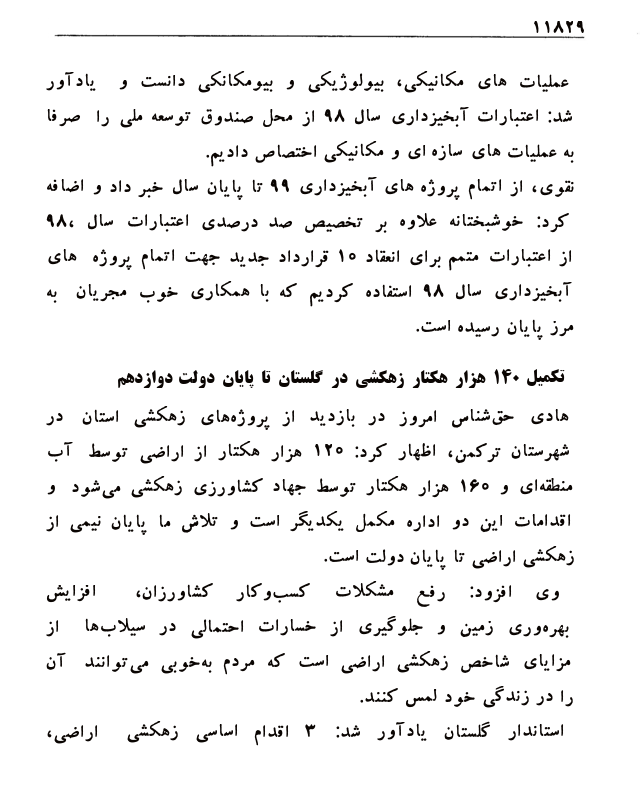 ۱۱۸۲۹
عملیات های مکانیکی، بیولوژیکی و بیومکانکی دانست و یادآور
شد: اعتبارات آبخیزداری سال ۹۸ از محل صندوق توسعه ملی را صرفا
به عملیات های سازه ای و مکانیکی اختصاص دادیم.
نقوی، از اتمام پروژه های آبخیزداری ۹۹ تا پایان سال خبر داد و اضافه
کرد: خوشبختانه علاوه بر تخصیص صد درصدی اعتبارات سال ۹۸،
از اعتبارات متمم برای انعقاد ۱۰ قرارداد جدید جهت اتمام پروژه های
آبخیزداری سال ۹۸ استفاده کردیم که با همکاری خوب مجریان به
مرز پایان رسیده است.
تکمیل ۱۴۰ هزار هکتار زهکشی در گلستان تا پایان دولت دوازدهم
هادی حق‌شناس امروز در بازدید از پروژه‌های زهکشی استان در
شهرستان ترکمن، اظهار کرد: ۱۲۰ هزار هکتار از اراضی توسط آب
منطقه‌ای و ۱۶۰ هزار هکتار توسط جهاد کشاورزی زهکشی می‌شود و
اقدامات این دو اداره مکمل یکدیگر است و تلاش ما پایان نیمی از
زهکشی اراضی تا پایان دولت است.
وی افزود: رفع مشکلات کسب‌وکار کشاورزان، افزایش
بهره‌وری زمین و جلوگیری از خسارات احتمالی در سیلاب‌ها از
مزایای شاخص زهکشی اراضی است که مردم به‌خوبی می‌توانند آن
را در زندگی خود لمس کنند.
استاندار گلستان یادآور شد: ۳ اقدام اساسی زهکشی اراضی،